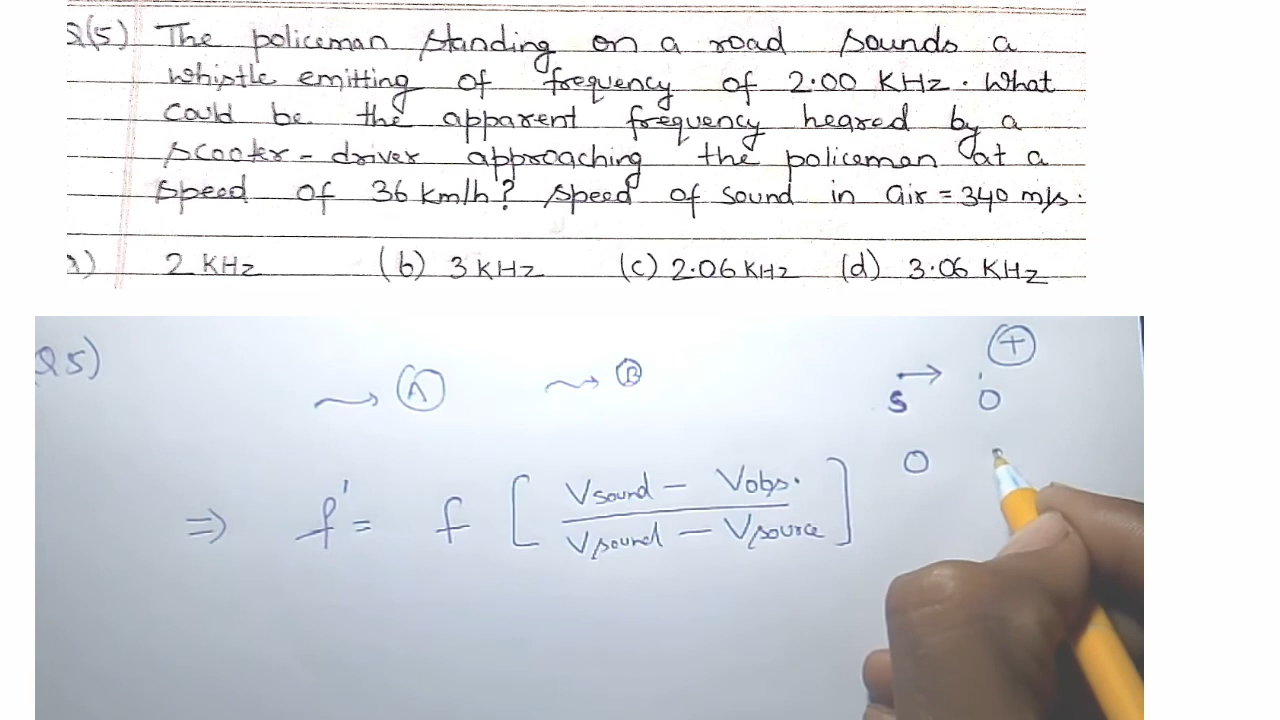 Q(5) The policeman standing on a road sounds a
whistle emitting of frequency of 2.00 KHz. What
could be the apparent frequency heared by a
scooter-driver approaching the policeman at a
speed of 36 Km/h? speed of sound in air = 340 m/s.
a) 2 KHz (b) 3 KHz (c) 2.06 KHz (d) 3.06 KHz
Q5)
A B + 
S O
O
⇒ f' = f [ Vsound - Vobs. / Vsound - Vsource ]